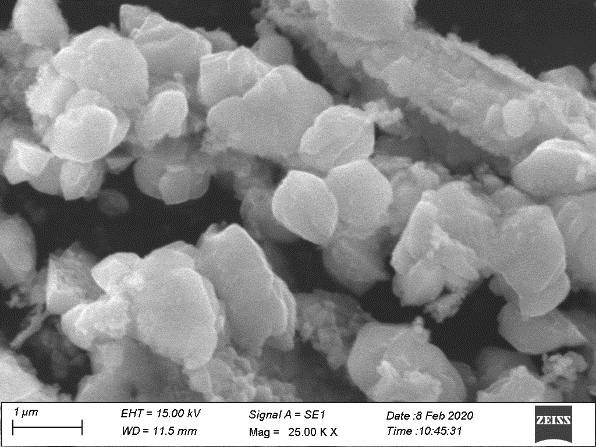 1 µm
EHT = 15.00 kV Signal A = SE1 Date :8 Feb 2020
WD = 11.5 mm Mag = 25.00 K X Time :10:45:31
ZEISS